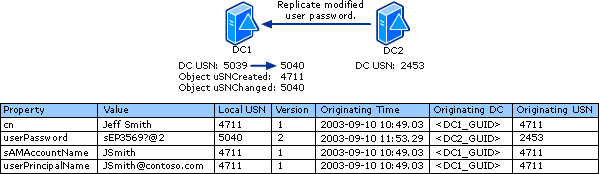 Replicate modified
user password.
DC1
DC2
DC USN: 5039 5040
DC USN: 2453
Object uSNCreated: 4711
Object uSNChanged: 5040
Property Value Local USN Version Originating Time Originating DC Originating USN
cn Jeff Smith 4711 1 2003-09-10 10:49.03 <DC1_GUID> 4711
userPassword sEP3569?@2 5040 2 2003-09-10 11:53.29 <DC2_GUID> 2453
sAMAccountName JSmith 4711 1 2003-09-10 10:49.03 <DC1_GUID> 4711
userPrincipalName JSmith@contoso.com 4711 1 2003-09-10 10:49.03 <DC1_GUID> 4711